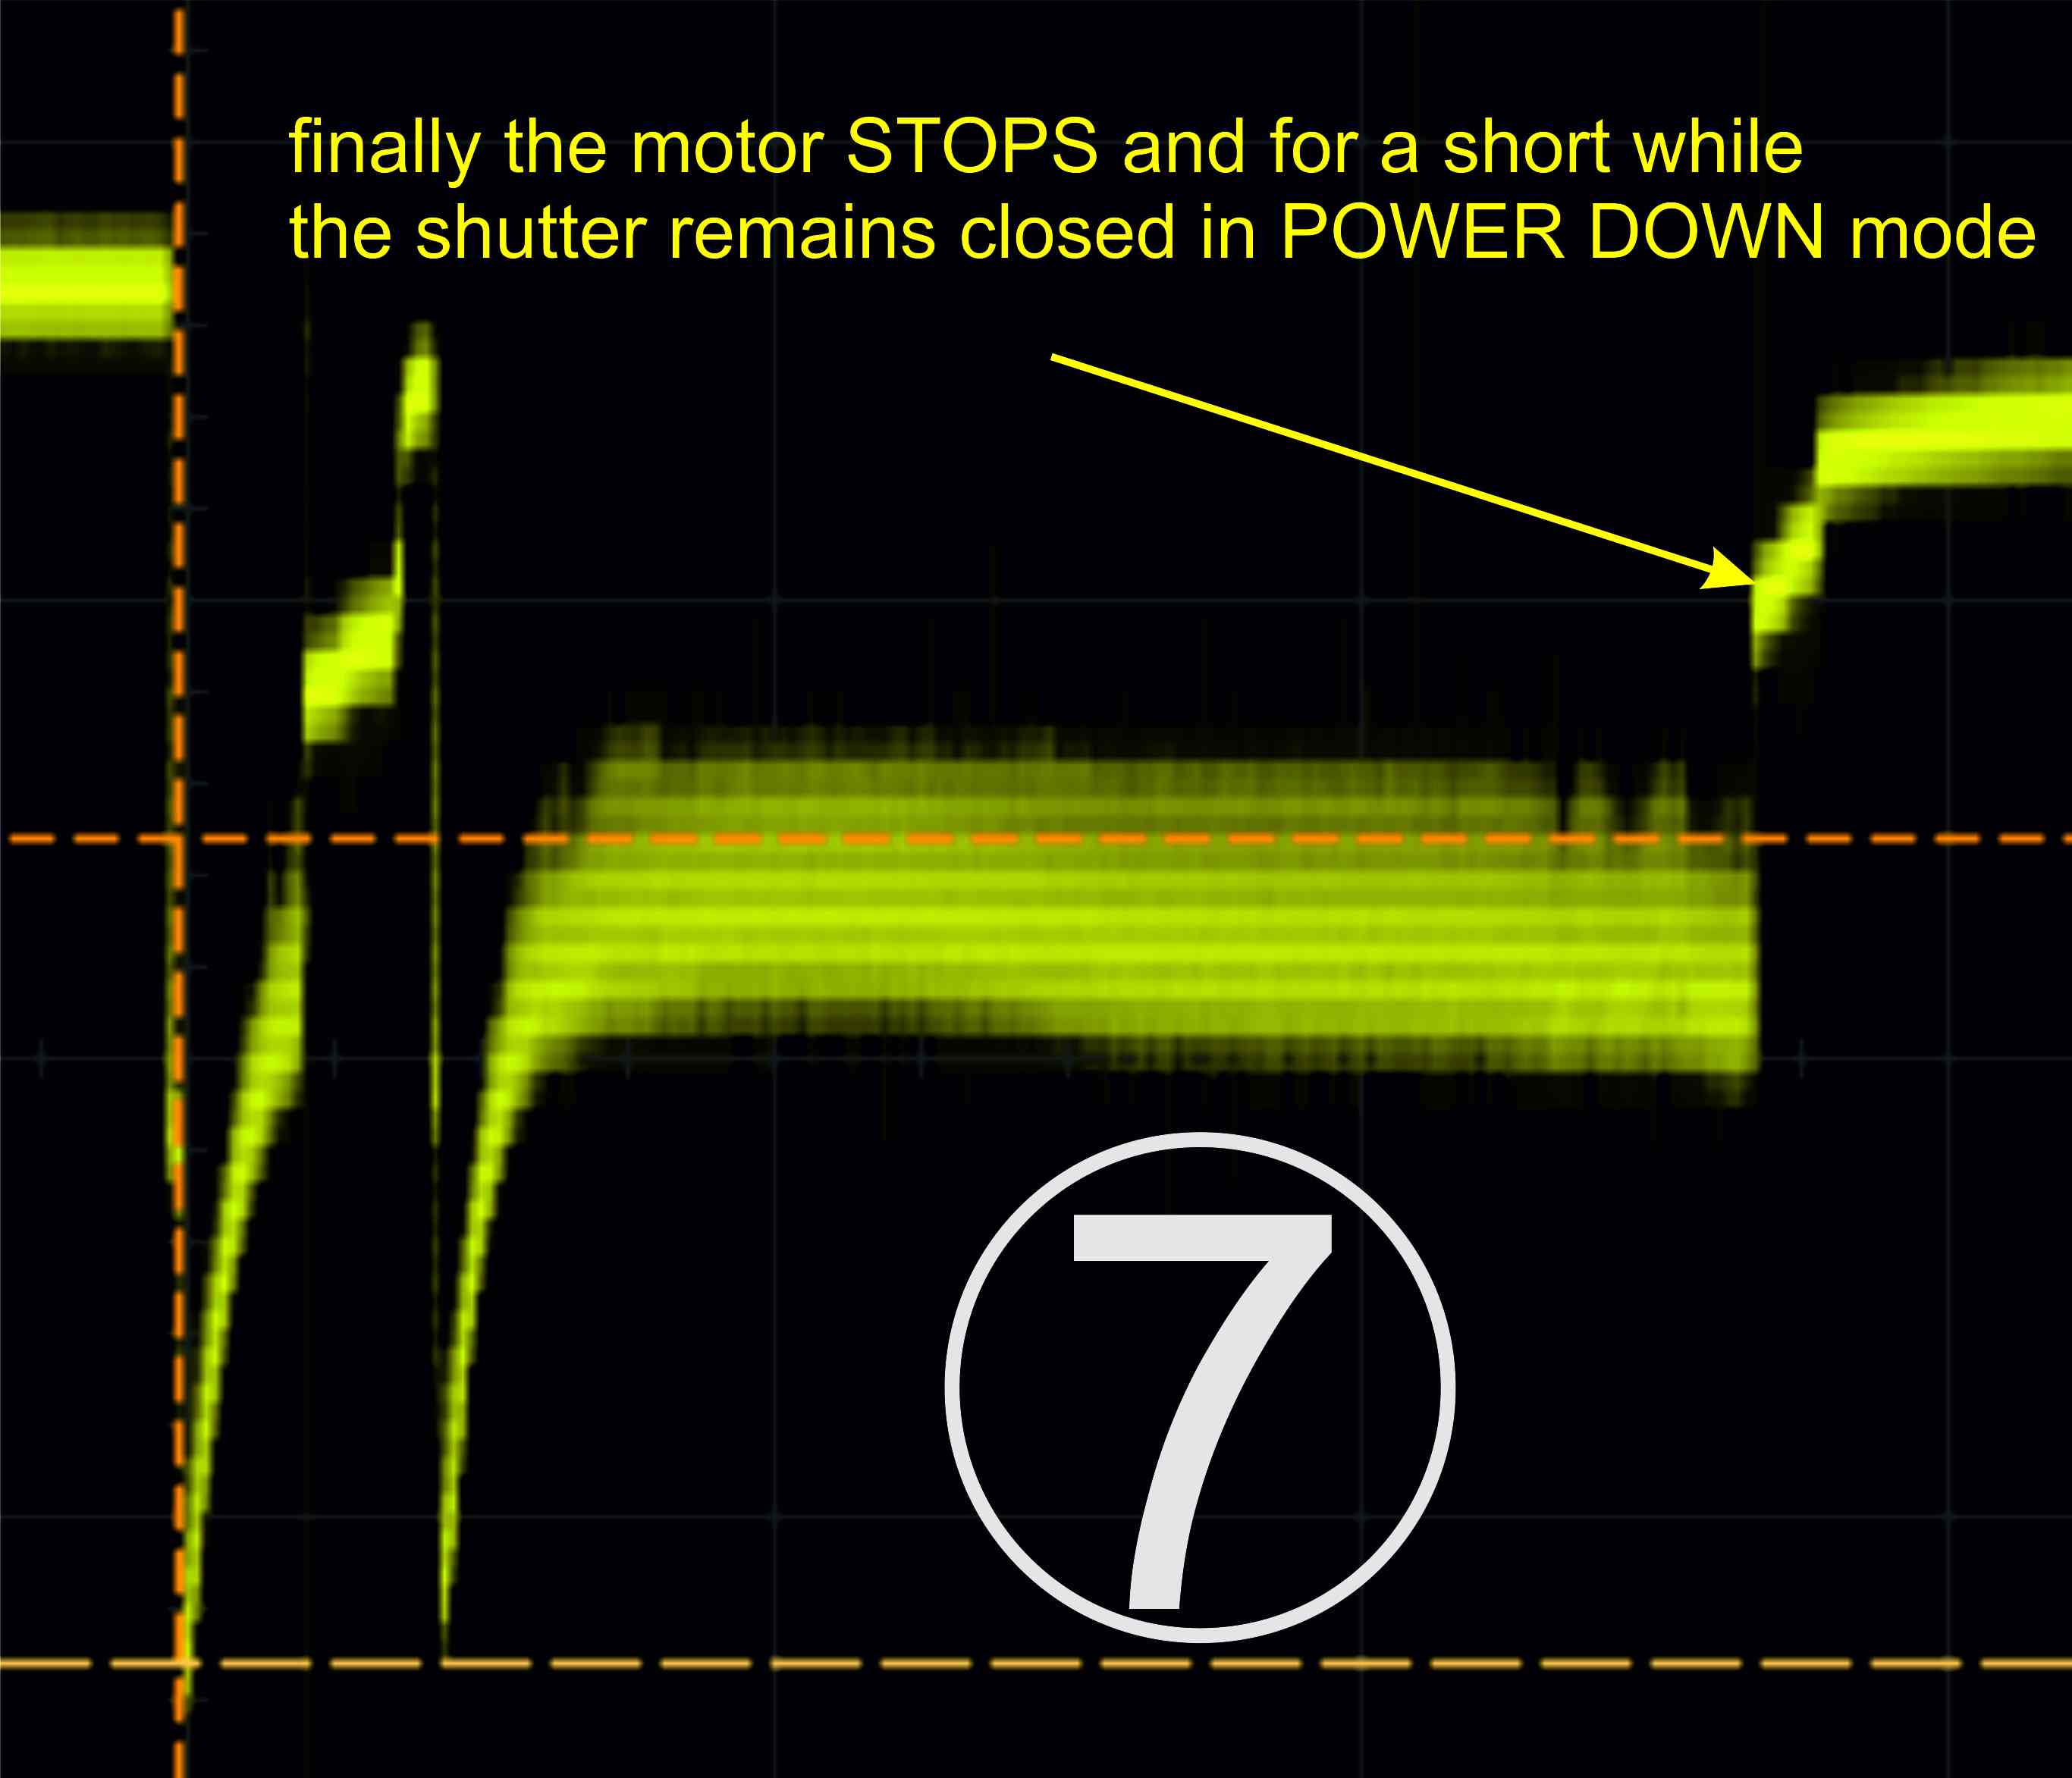 finally the motor STOPS and for a short while
the shutter remains closed in POWER DOWN mode
7